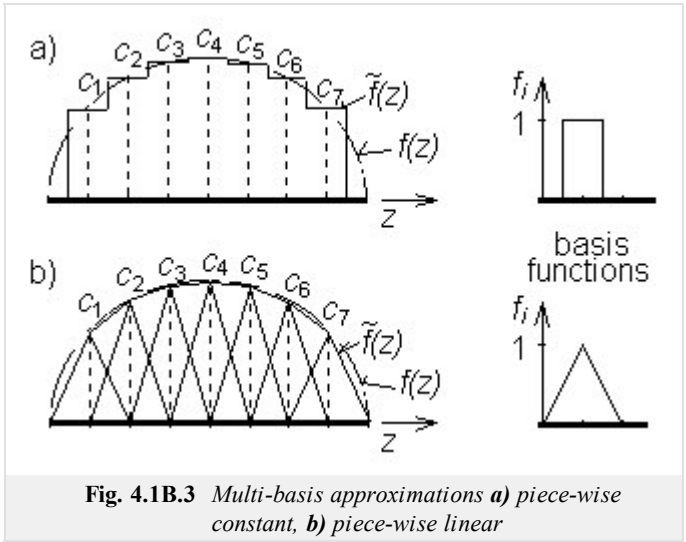 a)
c1 c2 c3 c4 c5 c6 c7
f̃(z)
f(z)
z
fi
1
basis
functions
b)
c1 c2 c3 c4 c5 c6 c7
f̃(z)
f(z)
z
fi
1
Fig. 4.1B.3 Multi-basis approximations a) piece-wise
constant, b) piece-wise linear